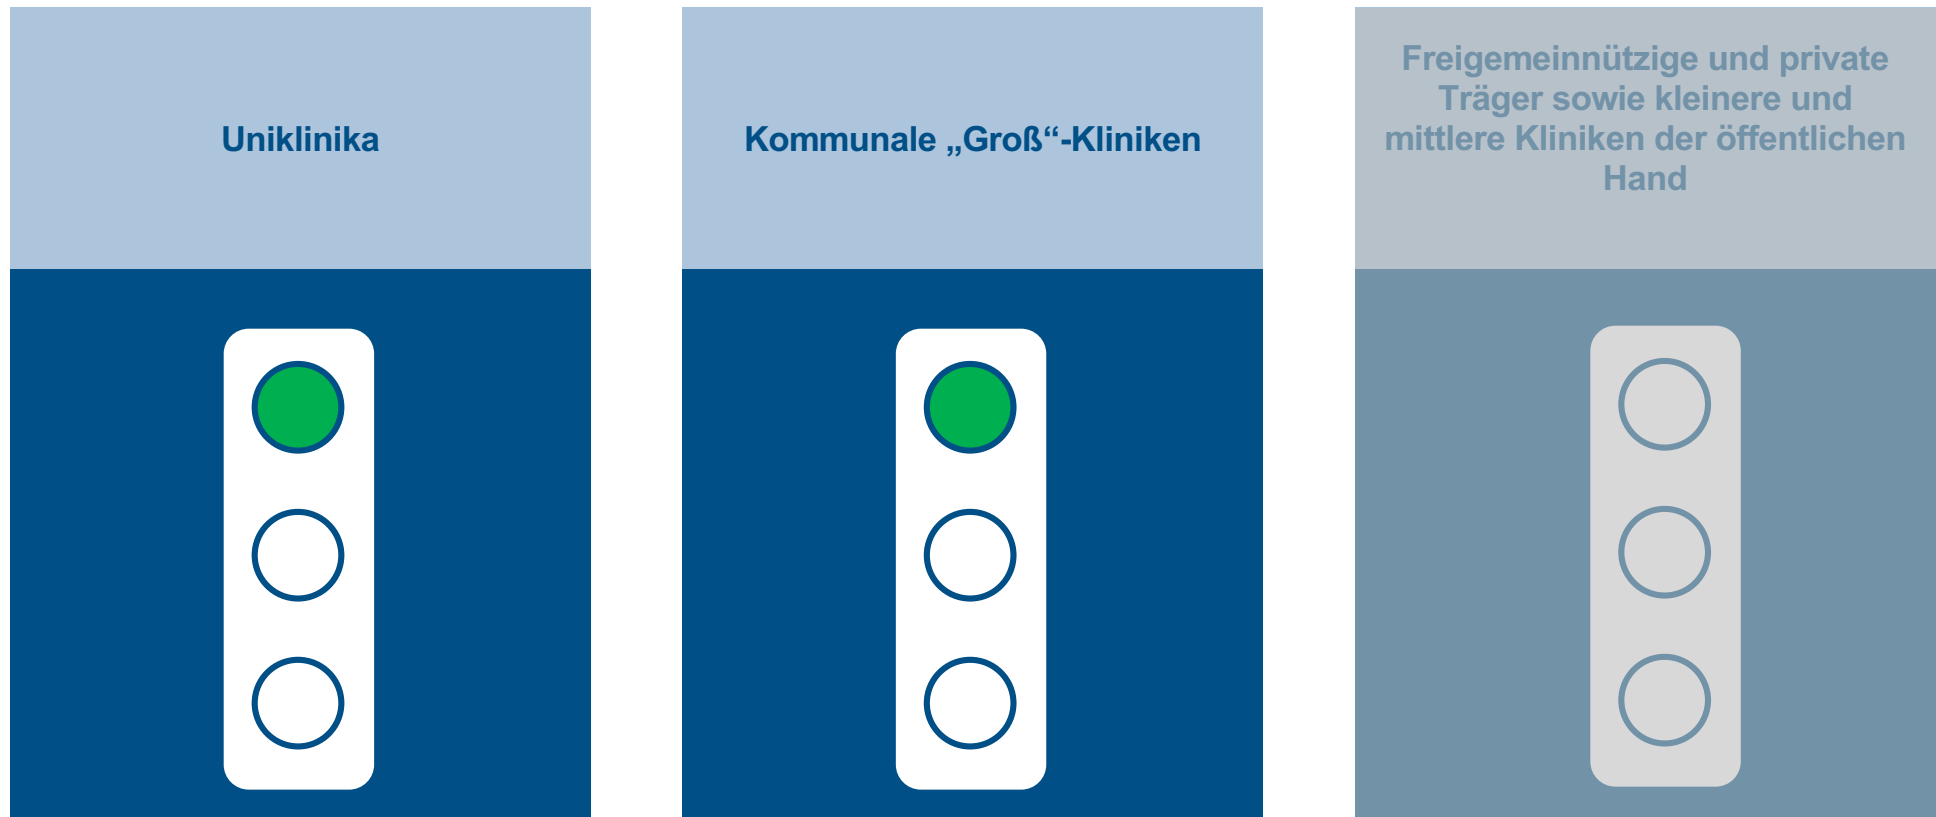 Uniklinika
Kommunale „Groß“-Kliniken
Freigemeinnützige und private
Träger sowie kleinere und
mittlere Kliniken der öffentlichen
Hand